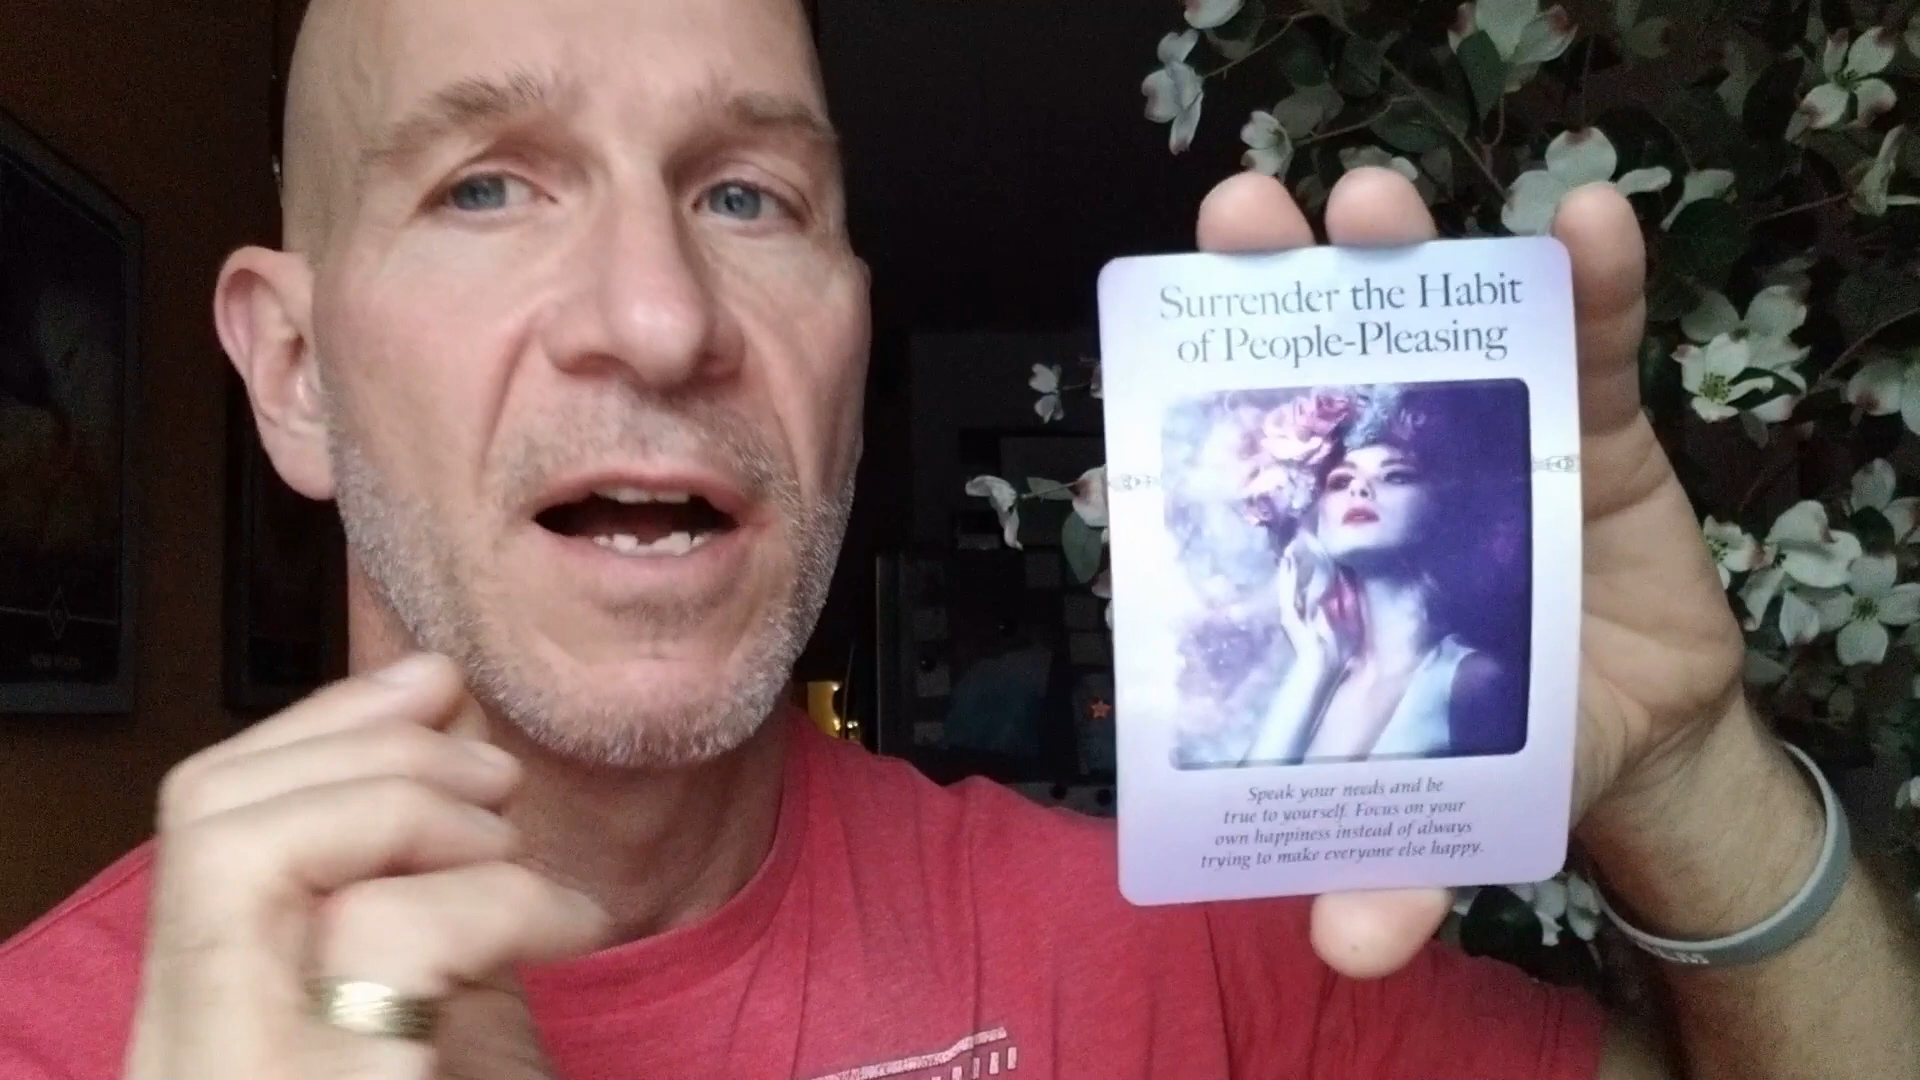 Surrender the Habit
of People-Pleasing
Speak your needs and be
true to yourself. Focus on your
own happiness instead of always
trying to make everyone else happy.